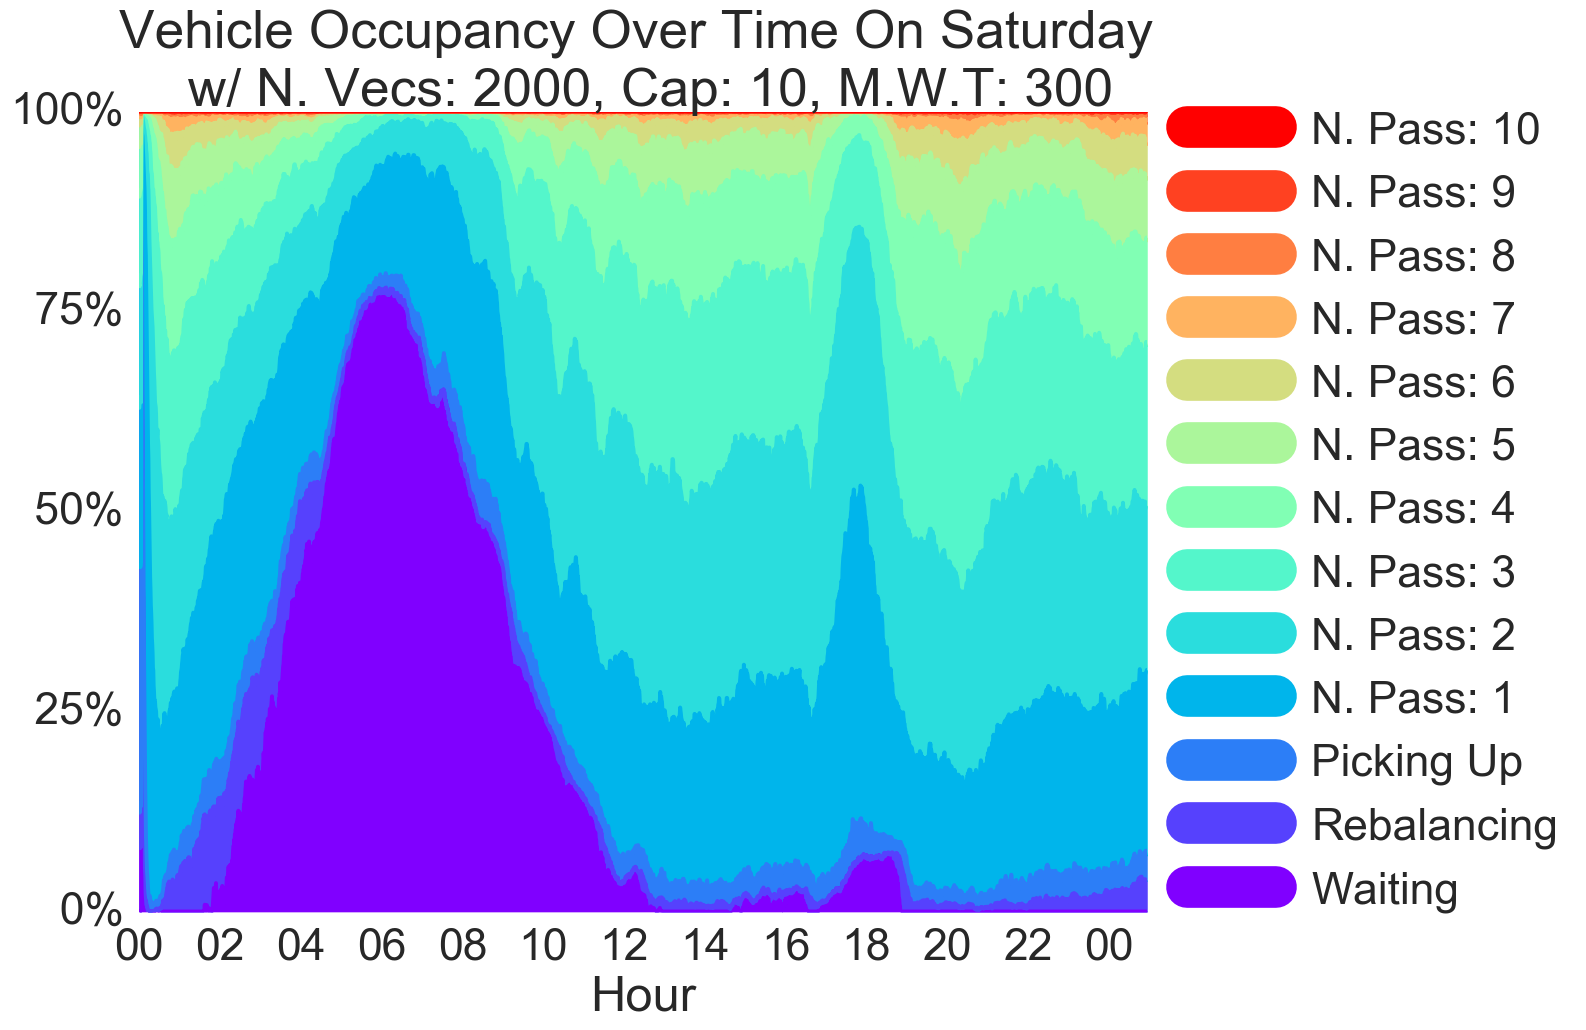 Vehicle Occupancy Over Time On Saturday
w/ N. Vecs: 2000, Cap: 10, M.W.T: 300
100%
75%
50%
25%
0%
00 02 04 06 08 10 12 14 16 18 20 22 00
Hour
N. Pass: 10
N. Pass: 9
N. Pass: 8
N. Pass: 7
N. Pass: 6
N. Pass: 5
N. Pass: 4
N. Pass: 3
N. Pass: 2
N. Pass: 1
Picking Up
Rebalancing
Waiting